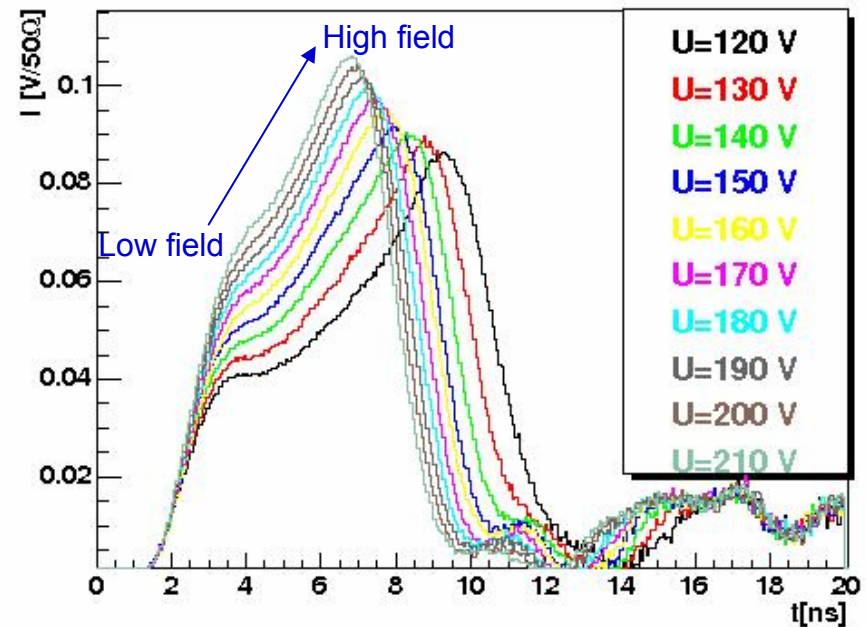 I [V/50Ω]
0.1
0.08
0.06
0.04
0.02
High field
Low field
U=120 V
U=130 V
U=140 V
U=150 V
U=160 V
U=170 V
U=180 V
U=190 V
U=200 V
U=210 V
0 2 4 6 8 10 12 14 16 18 20
t[ns]